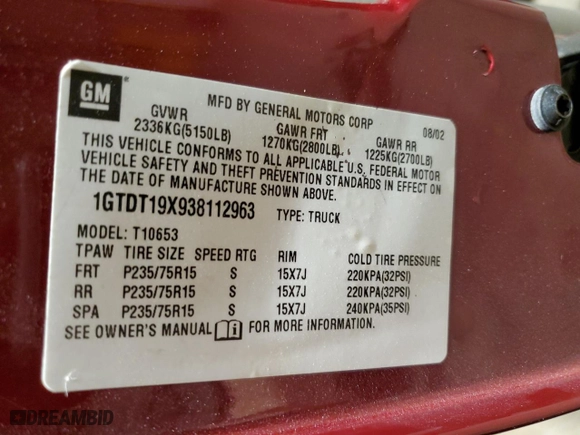 GM
MFD BY GENERAL MOTORS CORP 08/02
GVWR GAWR FRT GAWR RR
2336KG(5150LB) 1270KG(2800LB) 1225KG(2700LB)
THIS VEHICLE CONFORMS TO ALL APPLICABLE U.S. FEDERAL MOTOR
VEHICLE SAFETY AND THEFT PREVENTION STANDARDS IN EFFECT ON
THE DATE OF MANUFACTURE SHOWN ABOVE.
1GTDT19X938112963 TYPE: TRUCK
MODEL: T10653
TPAW TIRE SIZE SPEED RTG RIM COLD TIRE PRESSURE
FRT P235/75R15 S 15X7J 220KPA(32PSI)
RR P235/75R15 S 15X7J 220KPA(32PSI)
SPA P235/75R15 S 15X7J 240KPA(35PSI)
SEE OWNER'S MANUAL FOR MORE INFORMATION.
DREAMBID